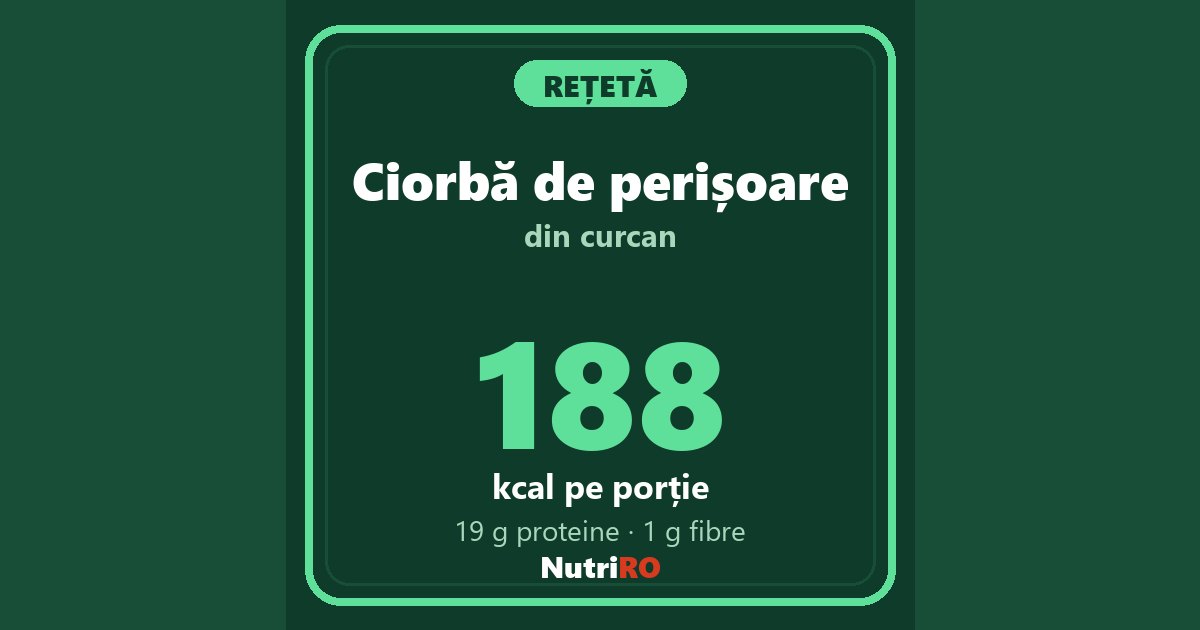 REȚETĂ
Ciorbă de perișoare
din curcan
188
kcal pe porție
19 g proteine · 1 g fibre
NutriRO